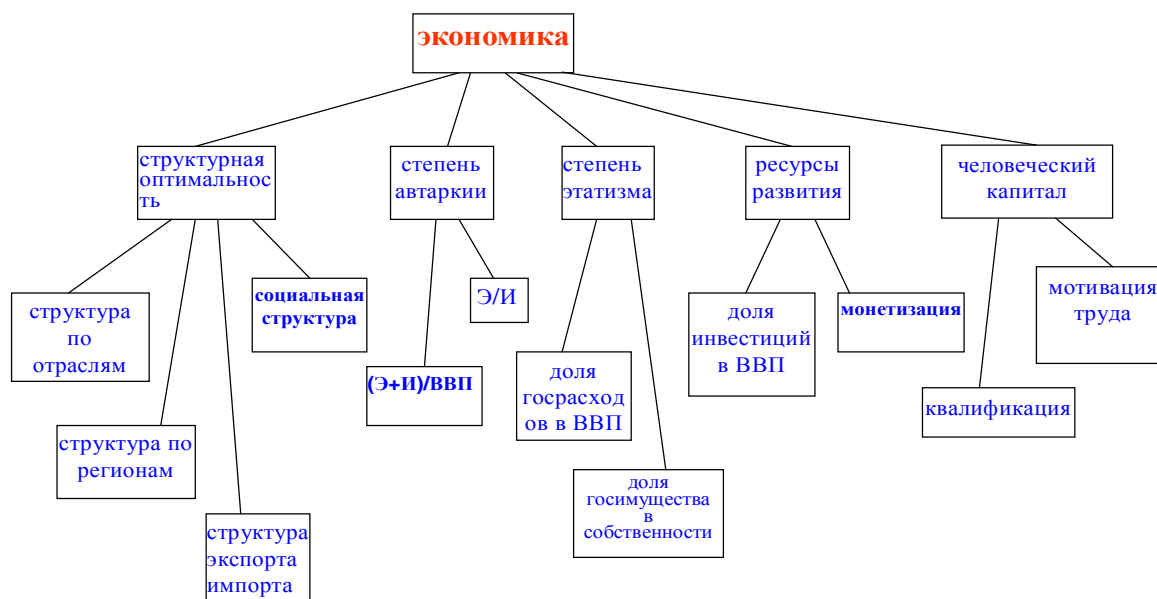 экономика
структурная
оптимальнос
ть
степень
автаркии
степень
этатизма
ресурсы
развития
человеческий
капитал
структура
по
отраслям
социальная
структура
Э/И
доля
инвестиций
в ВВП
монетизация
мотивация
труда
(Э+И)/ВВП
доля
госрасход
ов в ВВП
квалификация
структура по
регионам
доля
госимущества
в
собственности
структура
экспорта
импорта